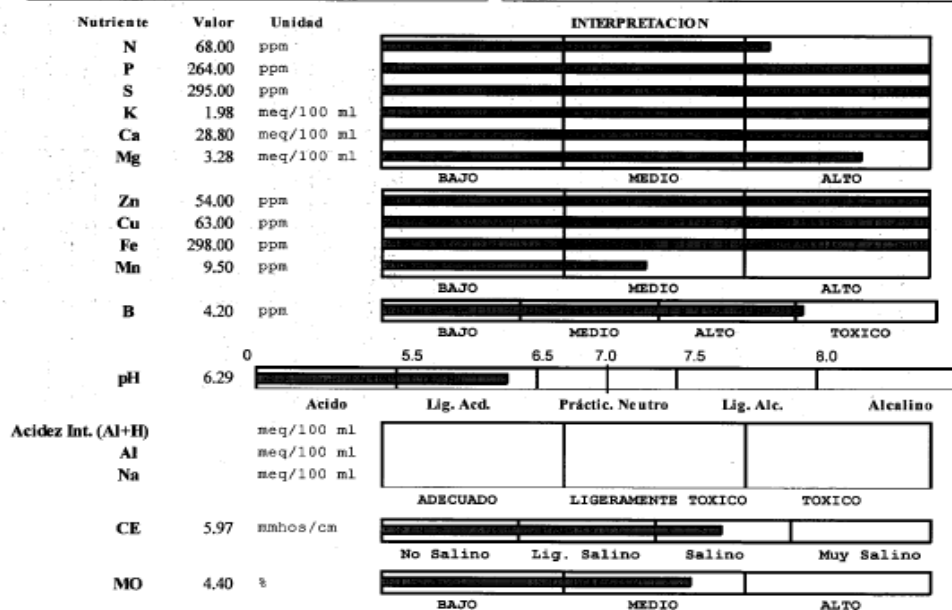 Nutriente Valor Unidad INTERPRETACION
N 68.00 ppm
P 264.00 ppm
S 295.00 ppm
K 1.98 meq/100 ml
Ca 28.80 meq/100 ml
Mg 3.28 meq/100 ml
BAJO MEDIO ALTO
Zn 54.00 ppm
Cu 63.00 ppm
Fe 298.00 ppm
Mn 9.50 ppm
BAJO MEDIO ALTO
B 4.20 ppm
BAJO MEDIO ALTO TOXICO
0 5.5 6.5 7.0 7.5 8.0
pH 6.29
Acido Lig. Acd. Práctic. Neutro Lig. Alc. Alcalino
Acidez Int. (Al+H) meq/100 ml
Al meq/100 ml
Na meq/100 ml
ADECUADO LIGERAMENTE TOXICO TOXICO
CE 5.97 mmhos/cm
No Salino Lig. Salino Salino Muy Salino
MO 4.40 %
BAJO MEDIO ALTO